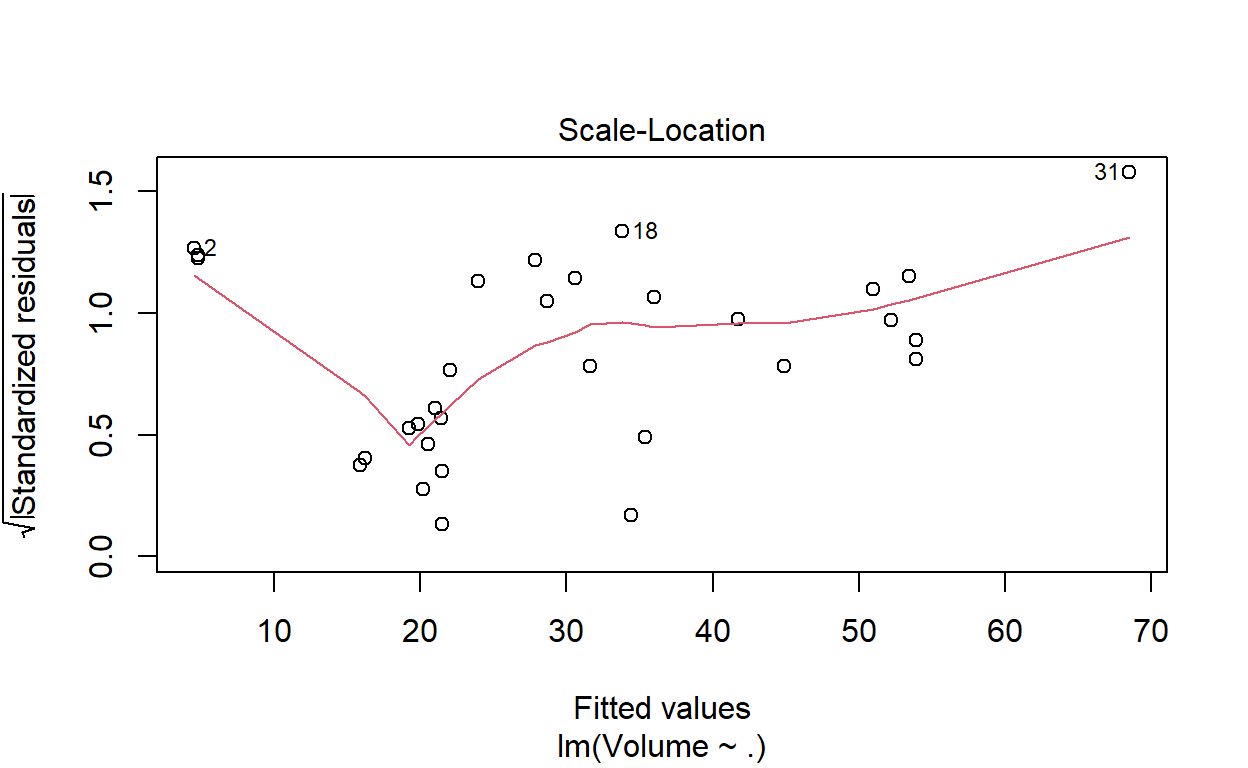 Scale-Location
√|Standardized residuals|
1.5
1.0
0.5
0.0
2
18
31
10 20 30 40 50 60 70
Fitted values
lm(Volume ~ .)